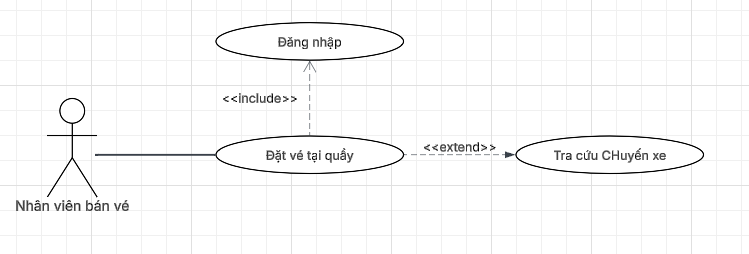 Đăng nhập
<<include>>
Đặt vé tại quầy
<<extend>>
Tra cứu CHuyến xe
Nhân viên bán vé